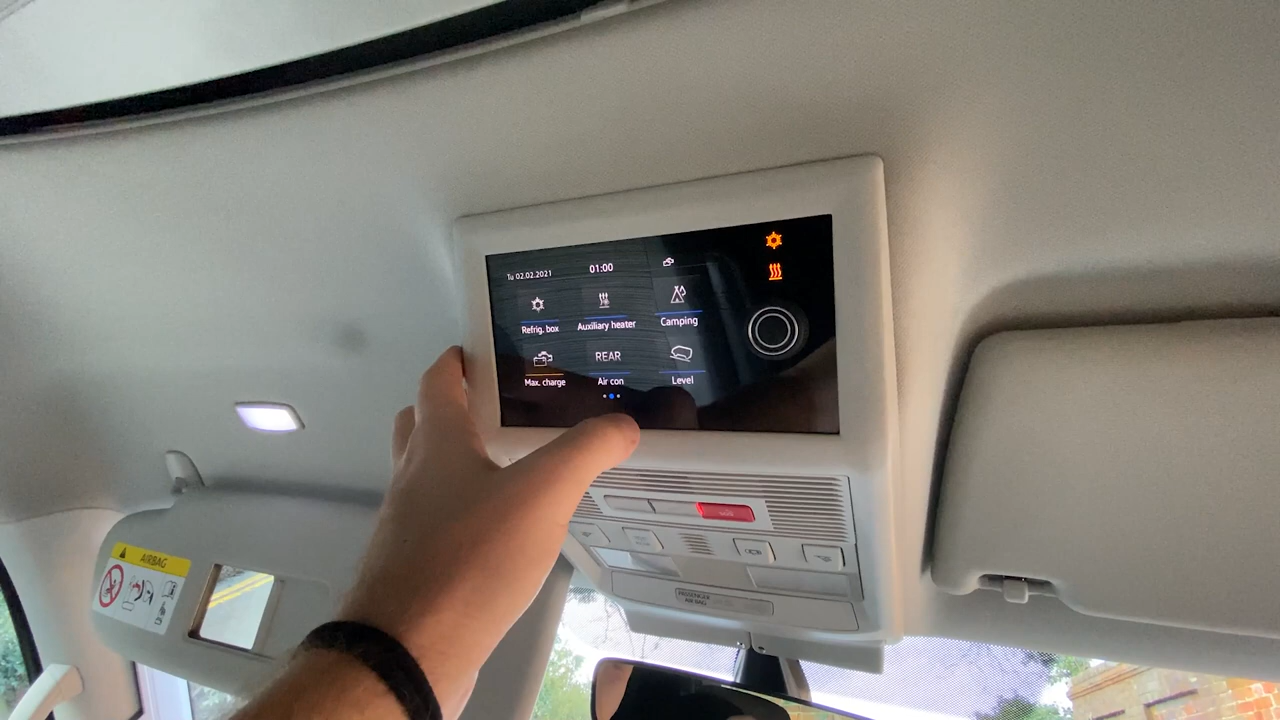 Tu 02.02.2021 01:00
Refrig. box Auxiliary heater Camping
REAR
Max. charge Air con Level
AIRBAG
PASSENGER
AIR BAG